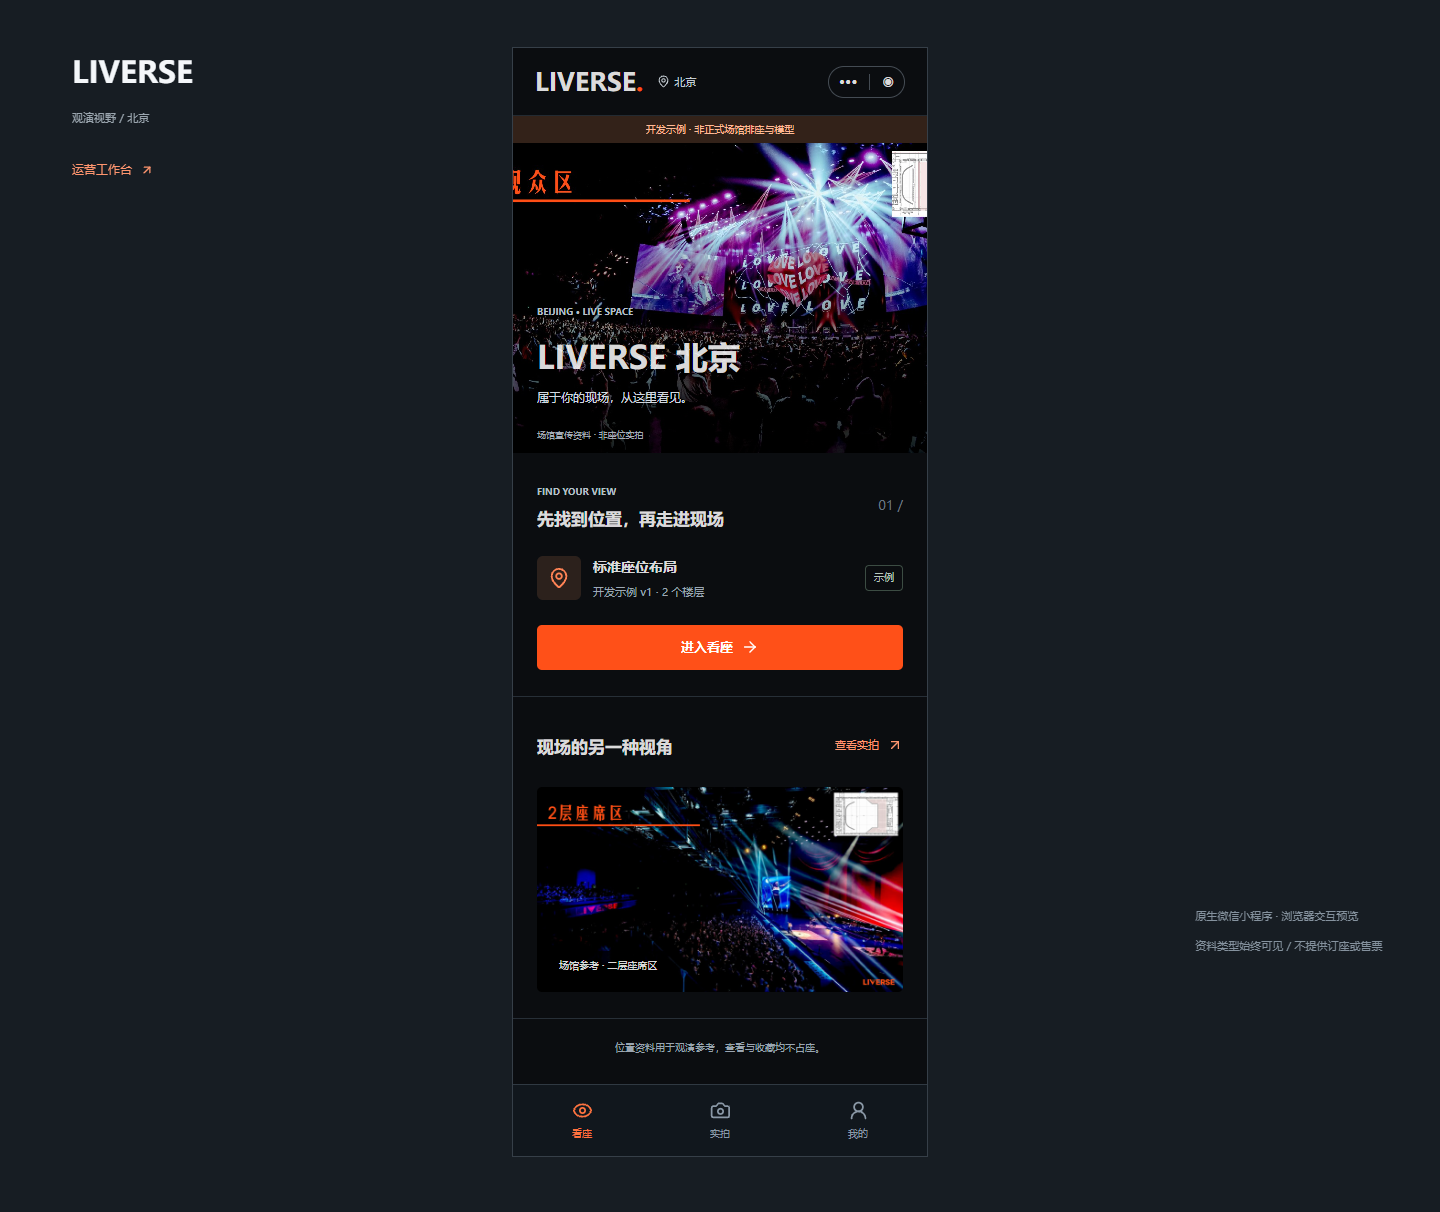 LIVERSE
观演视野 / 北京
运营工作台
LIVERSE.
北京
开发示例 · 非正式场馆排座与模型
观众区
LOVE LOVE
LOVE LOVE
LOVE LOVE
BEIJING • LIVE SPACE
LIVERSE 北京
属于你的现场，从这里看见。
场馆宣传资料 · 非座位实拍
FIND YOUR VIEW
先找到位置，再走进现场
01 /
标准座位布局
开发示例 v1 · 2 个楼层
示例
进入看座
现场的另一种视角
查看实拍
2层座席区
LIVERSE
场馆参考 · 二层座席区
LIVERSE
位置资料用于观演参考，查看与收藏均不占座。
看座
实拍
我的
原生微信小程序 · 浏览器交互预览
资料类型始终可见 / 不提供订座或售票